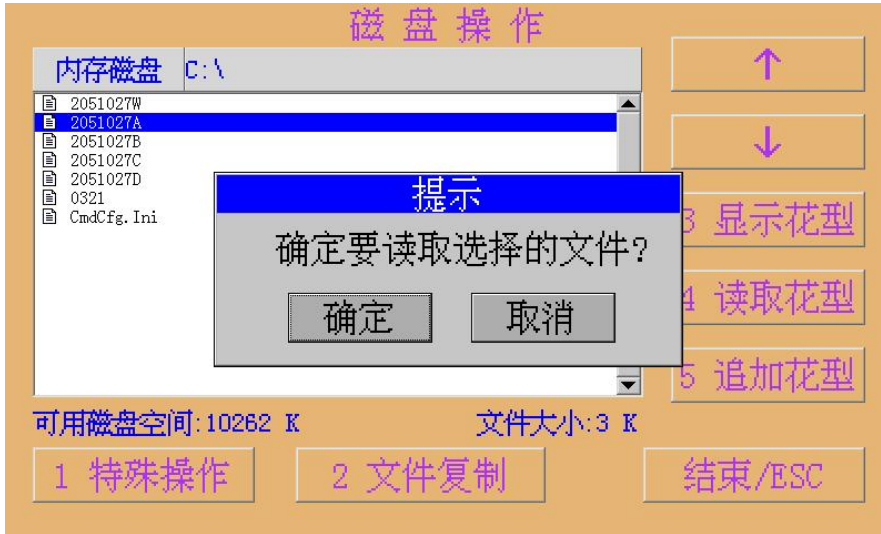 磁盘操作
内存磁盘 C:\
↑
2051027W
2051027A
2051027B
2051027C
2051027D
0321
CmdCfg.Ini
↓
提示
确定要读取选择的文件?
确定 取消
3 显示花型
4 读取花型
5 追加花型
可用磁盘空间:10262 K 文件大小:3 K
1 特殊操作 2 文件复制 结束/ESC